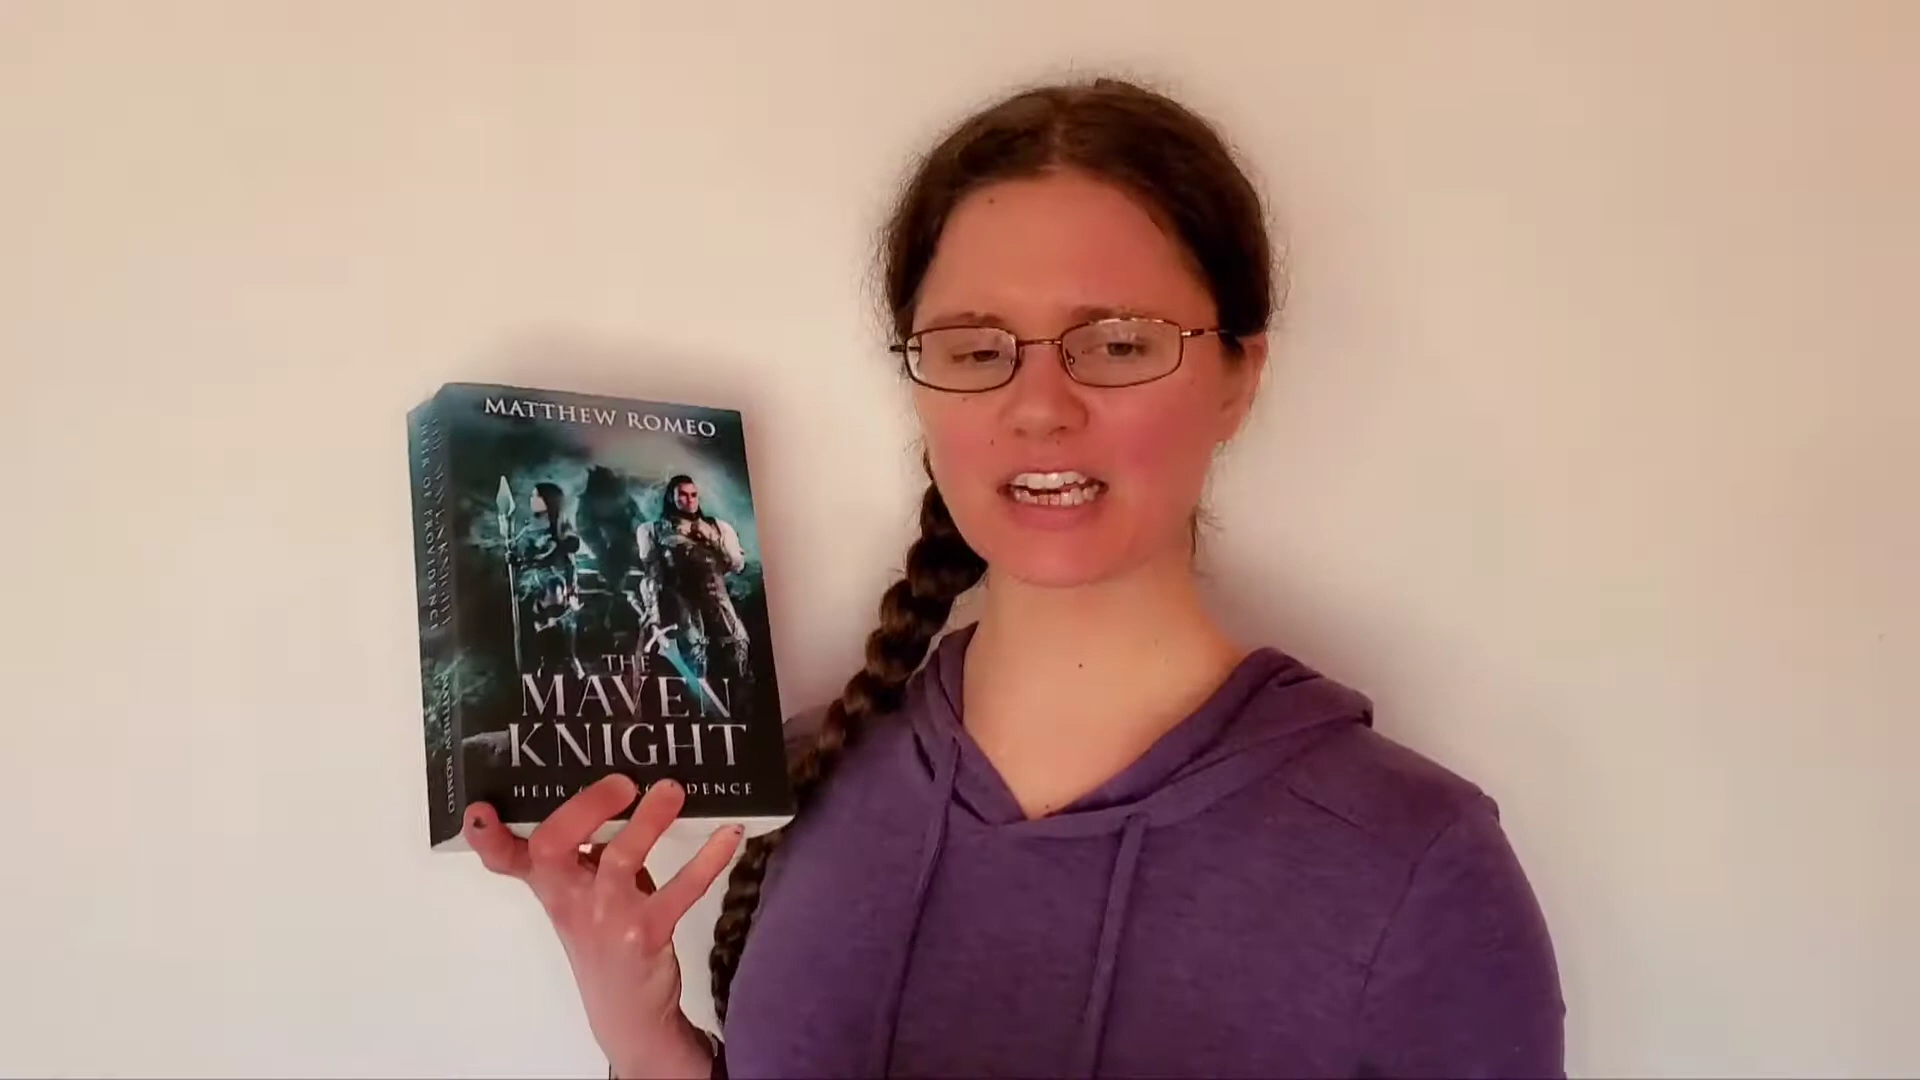 MATTHEW ROMEO
THE
MAVEN
KNIGHT
HEIR DENCE
HEIR OF PROVIDENCE
MATTHEW ROMEO